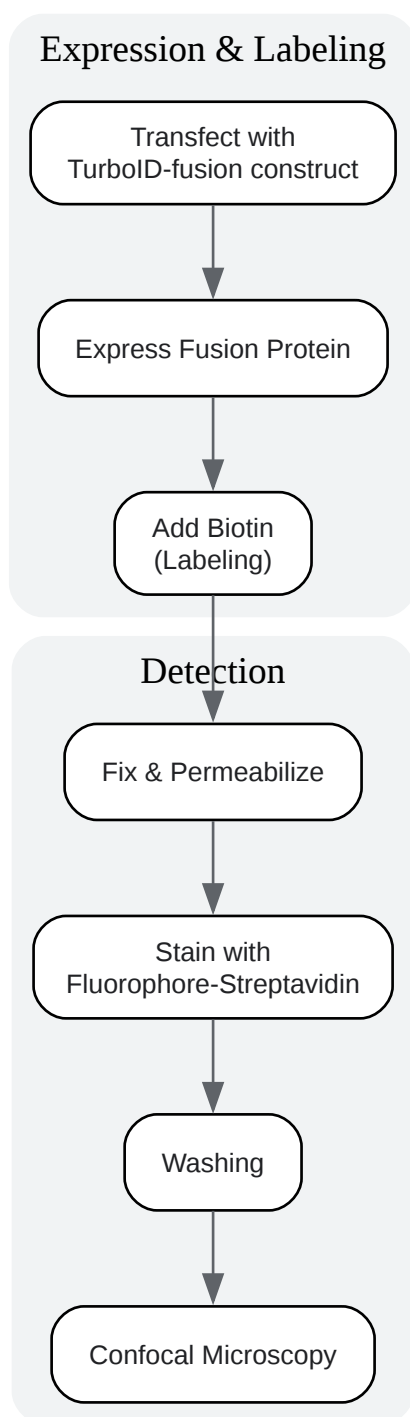 Expression & Labeling
Transfect with
TurboID-fusion construct
Express Fusion Protein
Add Biotin
(Labeling)
Detection
Fix & Permeabilize
Stain with
Fluorophore-Streptavidin
Washing
Confocal Microscopy